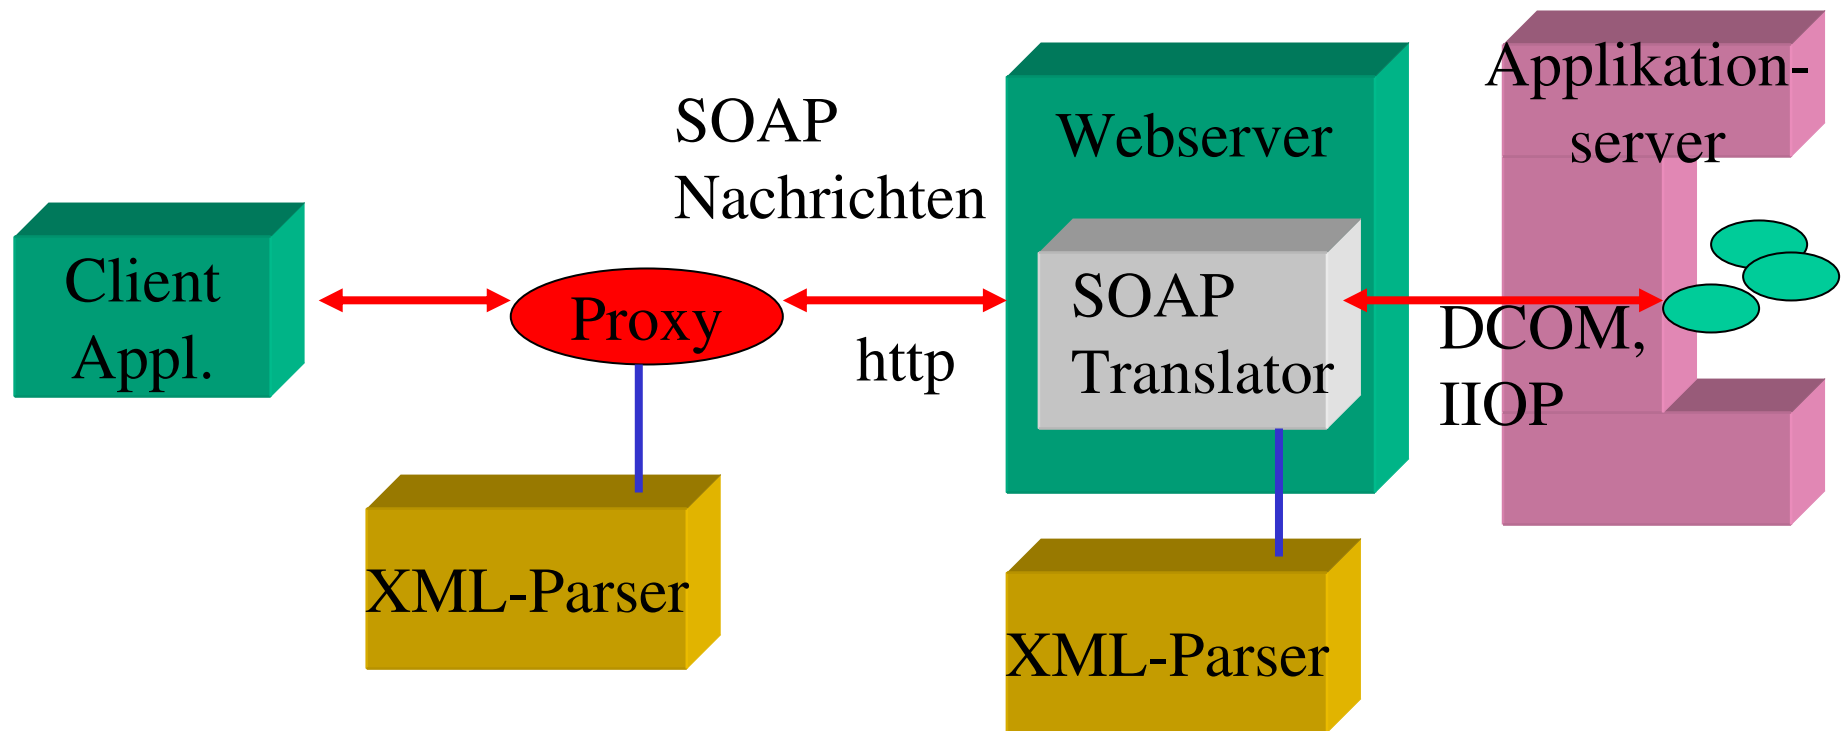 Client
Appl.
Proxy
XML-Parser
SOAP
Nachrichten
http
Webserver
SOAP
Translator
XML-Parser
Applikation-
server
DCOM,
IIOP